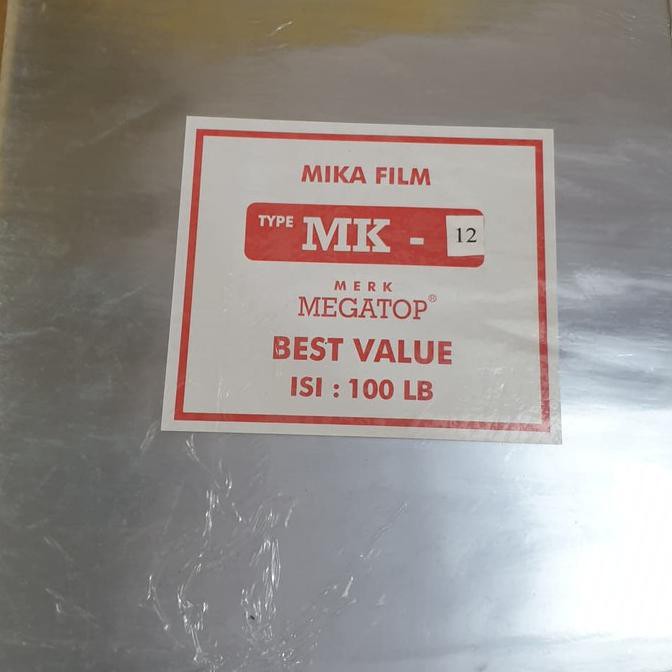 MIKA FILM
TYPE MK - 12
MERK
MEGATOP®
BEST VALUE
ISI : 100 LB